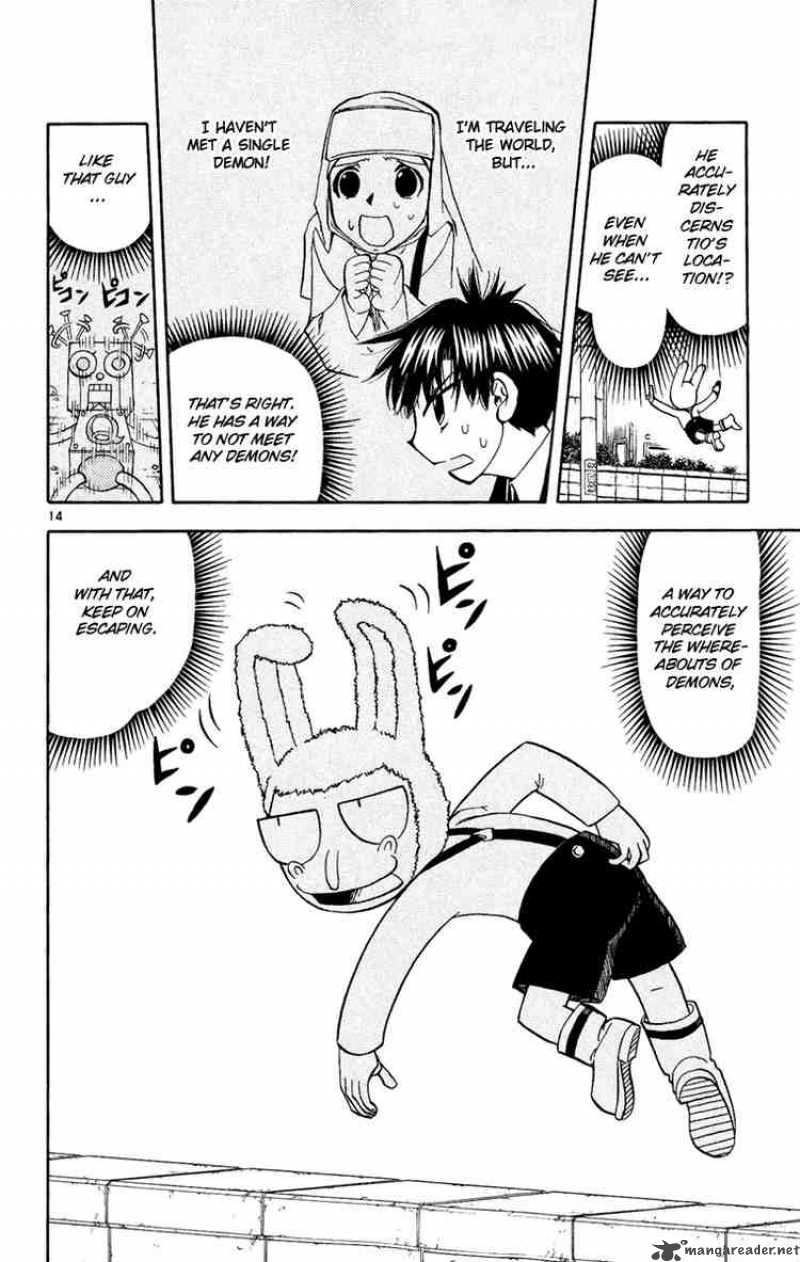 HE
ACCU-
RATELY
DIS-
CERNS
TIO'S
LOCA-
TION!?
EVEN
WHEN
HE CAN'T
SEE...
I'M TRAVELING
THE WORLD,
BUT...
I HAVEN'T
MET A SINGLE
DEMON!
THAT'S RIGHT.
HE HAS A WAY
TO NOT MEET
ANY DEMONS!
LIKE
THAT GUY
...
ピコン
ピコン
14
A WAY TO
ACCURATELY
PERCEIVE
THE WHERE-
ABOUTS OF
DEMONS,
ピン
ピン
ピン
AND
WITH THAT,
KEEP ON
ESCAPING.
mangareader.net